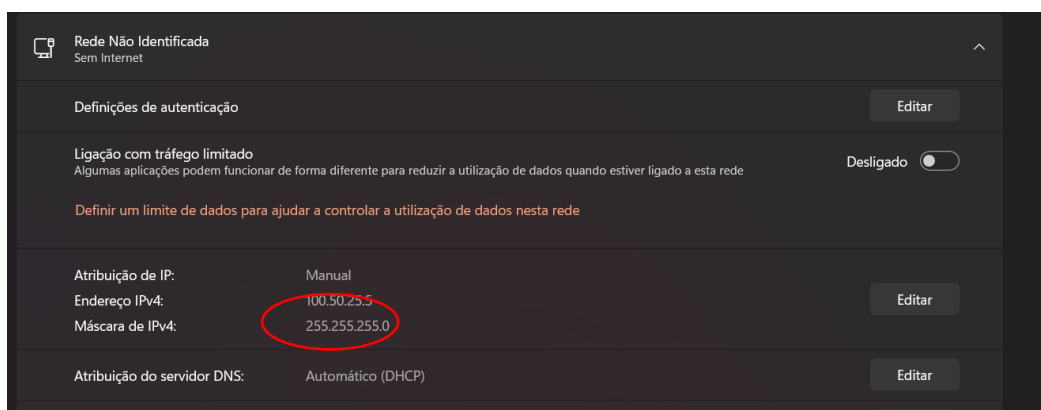 Rede Não Identificada
Sem Internet
Definições de autenticação
Editar
Ligação com tráfego limitado
Algumas aplicações podem funcionar de forma diferente para reduzir a utilização de dados quando estiver ligado a esta rede
Desligado
Definir um limite de dados para ajudar a controlar a utilização de dados nesta rede
Atribuição de IP: Manual
Endereço IPv4: 100.50.25.5
Editar
Máscara de IPv4: 255.255.255.0
Atribuição do servidor DNS: Automático (DHCP)
Editar